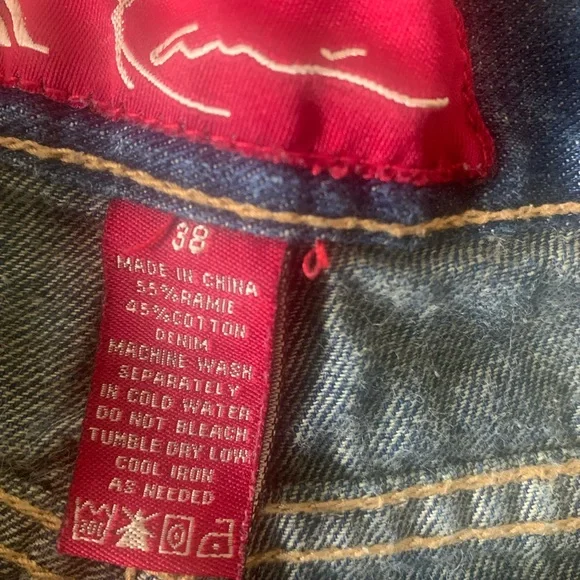 Kani
38
MADE IN CHINA
55%RAMIE
45%COTTON
DENIM
MACHINE WASH
SEPARATELY
IN COLD WATER
DO NOT BLEACH
TUMBLE DRY LOW
COOL IRON
AS NEEDED